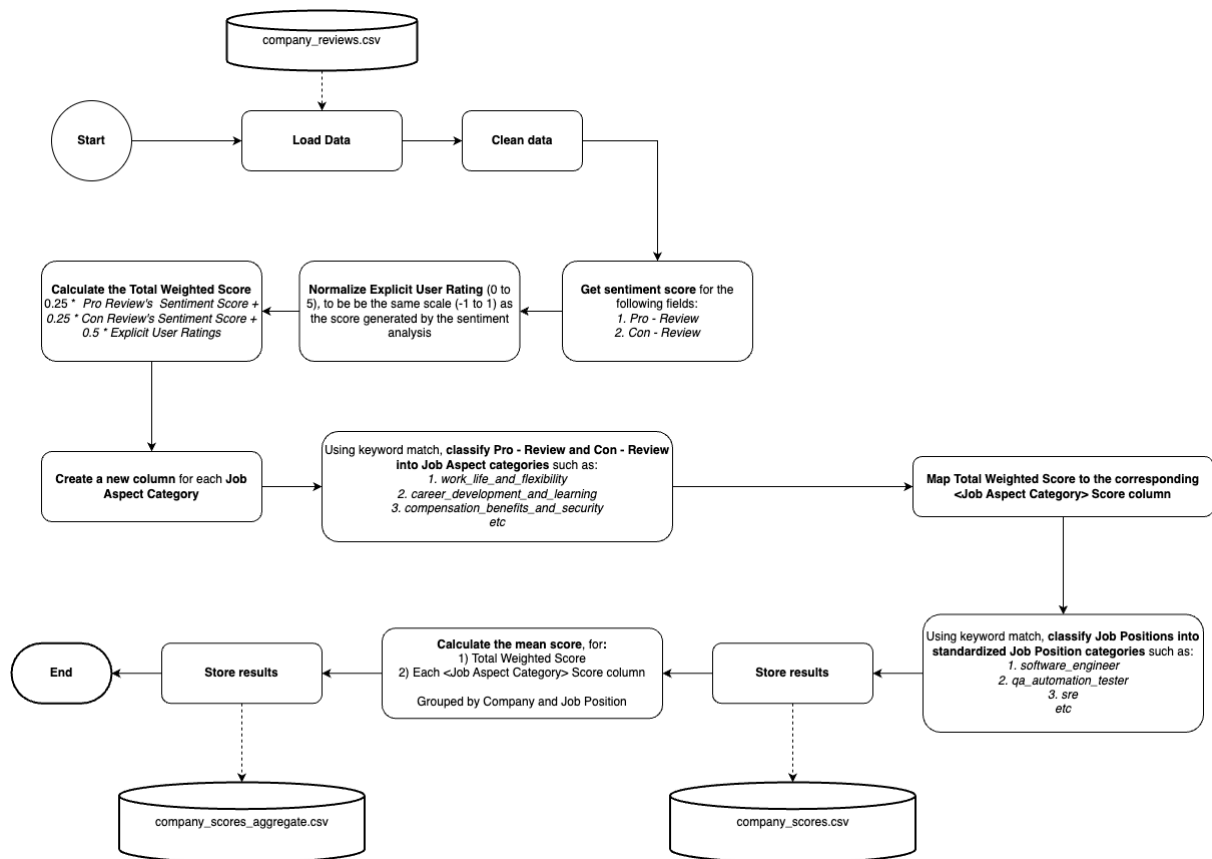 company_reviews.csv
Start
Load Data
Clean data
Get sentiment score for the
following fields:
1. Pro - Review
2. Con - Review
Normalize Explicit User Rating (0 to
5), to be be the same scale (-1 to 1) as
the score generated by the sentiment
analysis
Calculate the Total Weighted Score
0.25 * Pro Review's Sentiment Score +
0.25 * Con Review's Sentiment Score +
0.5 * Explicit User Ratings
Create a new column for each Job
Aspect Category
Using keyword match, classify Pro - Review and Con - Review
into Job Aspect categories such as:
1. work_life_and_flexibility
2. career_development_and_learning
3. compensation_benefits_and_security
etc
Map Total Weighted Score to the corresponding
<Job Aspect Category> Score column
Using keyword match, classify Job Positions into
standardized Job Position categories such as:
1. software_engineer
2. qa_automation_tester
3. sre
etc
Store results
company_scores.csv
Calculate the mean score, for:
1) Total Weighted Score
2) Each <Job Aspect Category> Score column
Grouped by Company and Job Position
Store results
company_scores_aggregate.csv
End